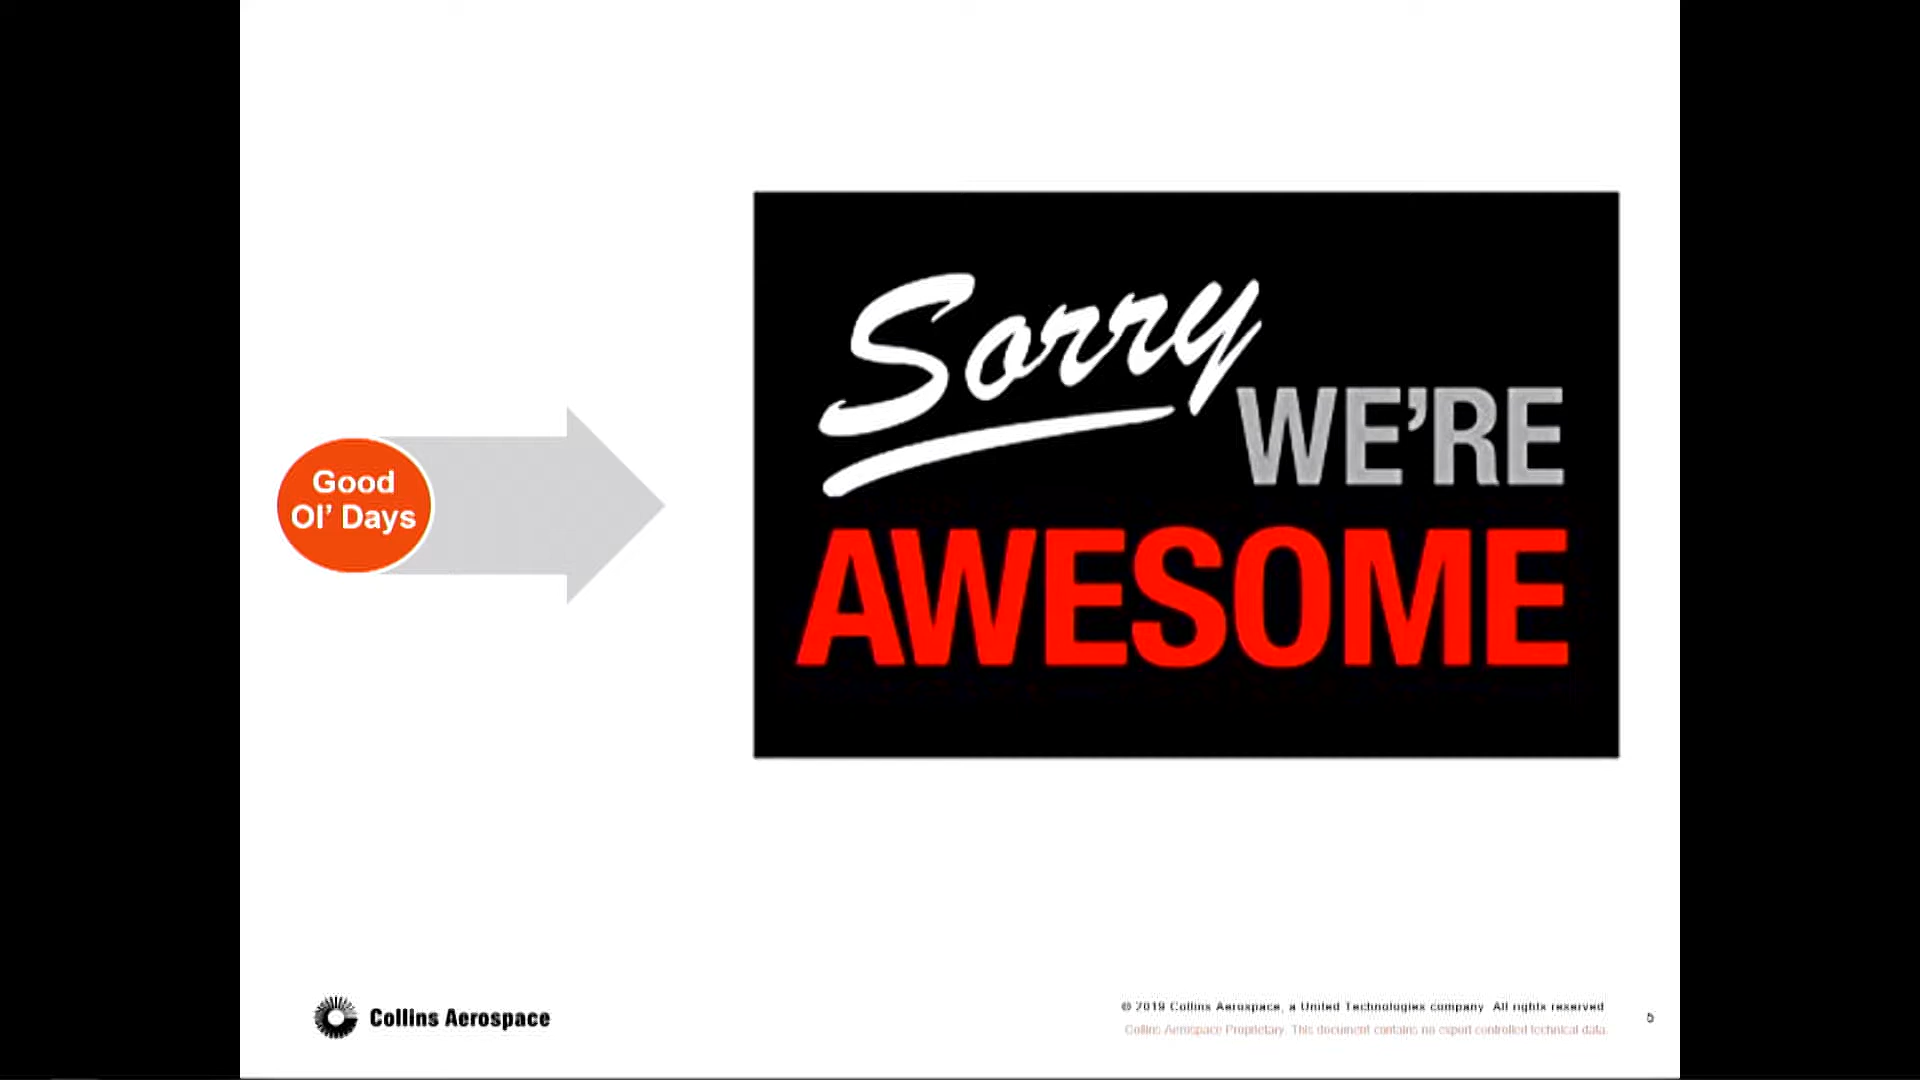 Good
Ol' Days
Sorry
WE'RE
AWESOME
Collins Aerospace
© 2019 Collins Aerospace, a United Technologies company. All rights reserved.
Collins Aerospace Proprietary. This document contains no export controlled technical data.